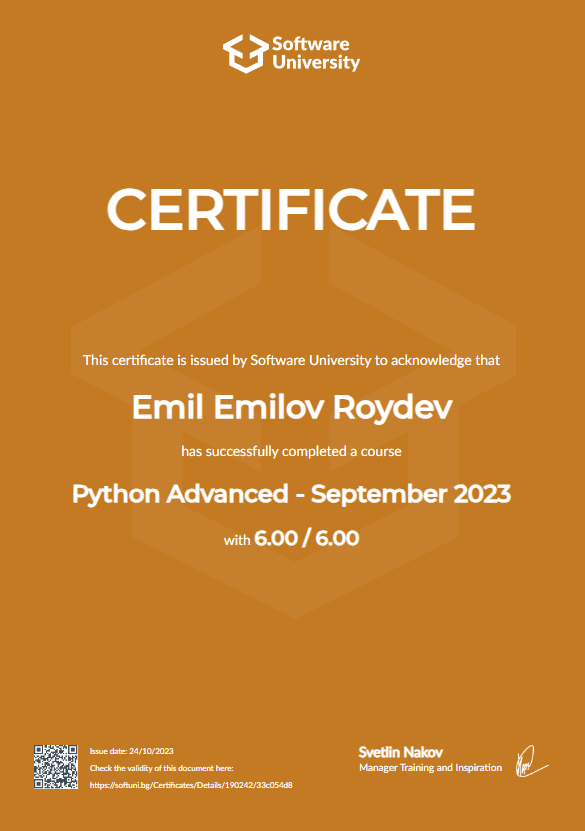 Software
University
CERTIFICATE
This certificate is issued by Software University to acknowledge that
Emil Emilov Roydev
has successfully completed a course
Python Advanced - September 2023
with 6.00 / 6.00
Issue date: 24/10/2023
Check the validity of this document here:
https://softuni.bg/Certificates/Details/190242/33c054d8
Svetlin Nakov
Manager Training and Inspiration